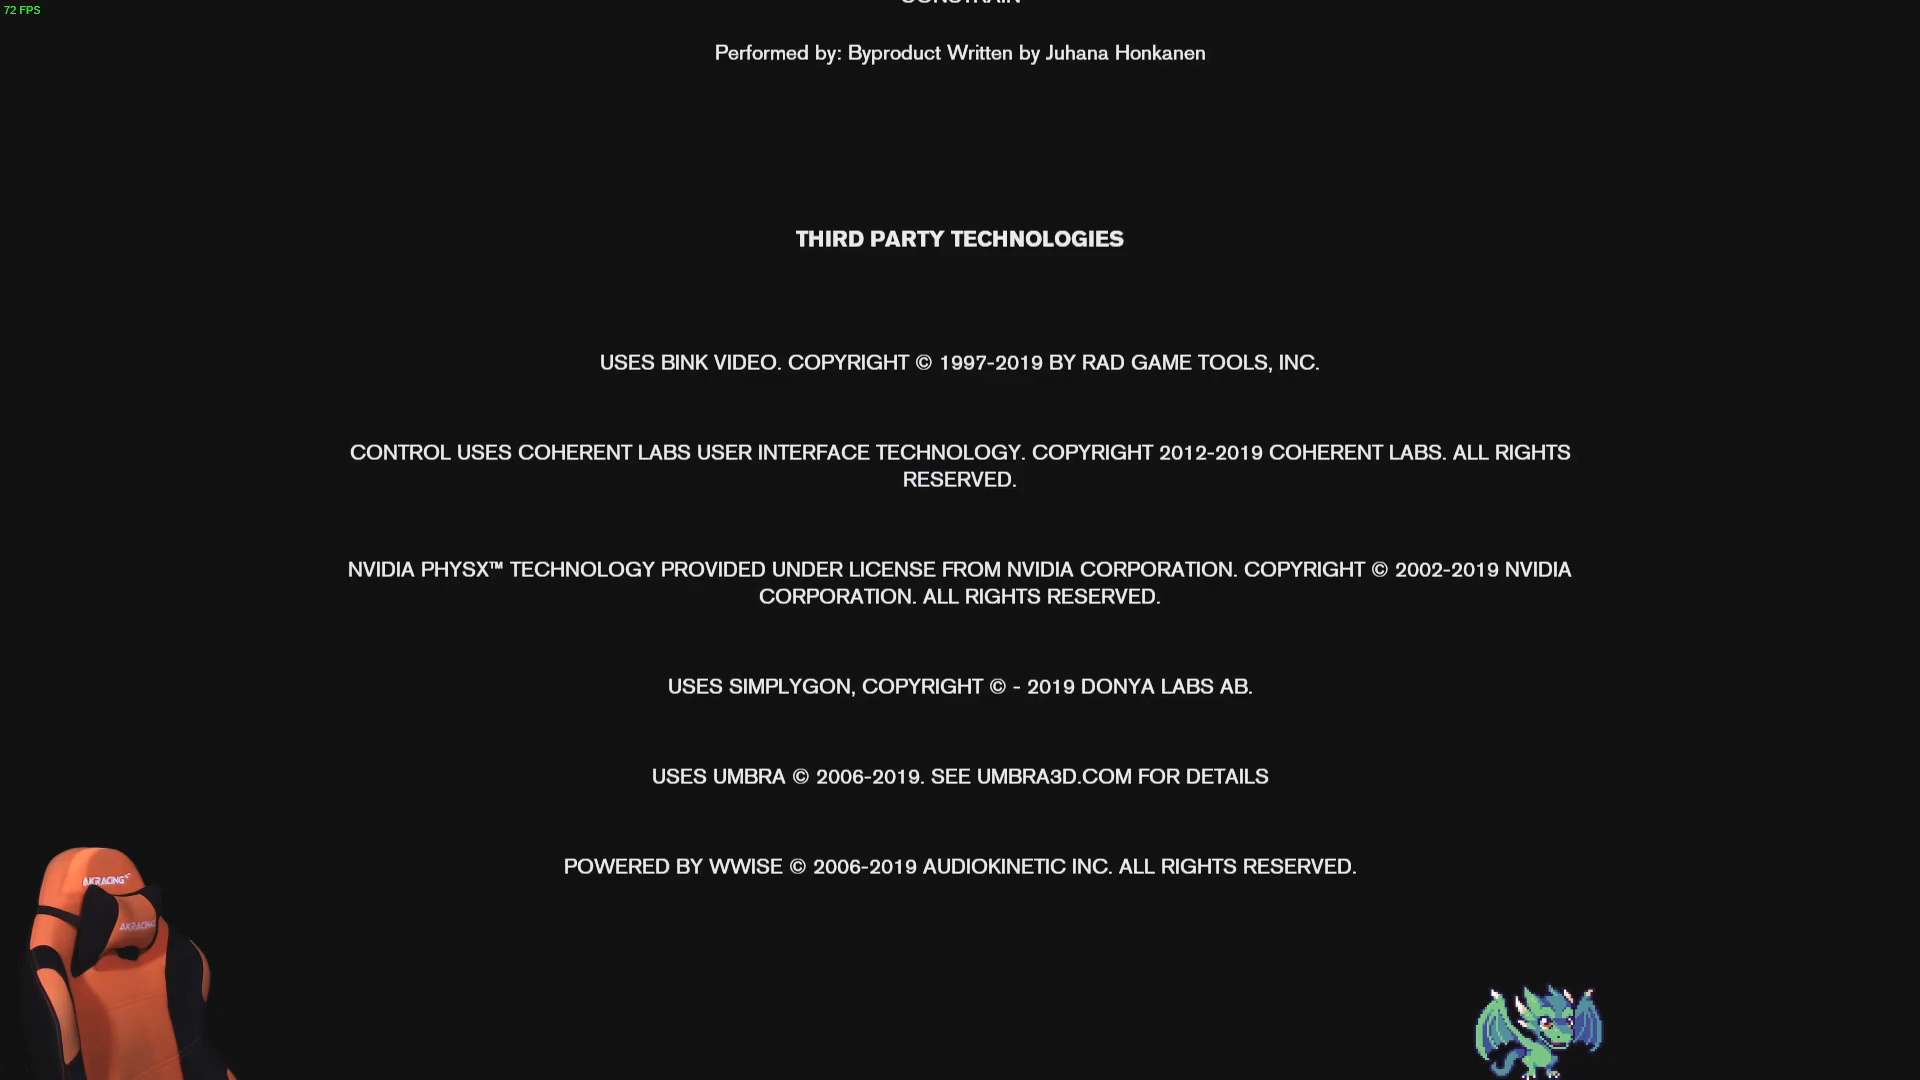 72 FPS
Performed by: Byproduct Written by Juhana Honkanen
THIRD PARTY TECHNOLOGIES
USES BINK VIDEO. COPYRIGHT © 1997-2019 BY RAD GAME TOOLS, INC.
CONTROL USES COHERENT LABS USER INTERFACE TECHNOLOGY. COPYRIGHT 2012-2019 COHERENT LABS. ALL RIGHTS
RESERVED.
NVIDIA PHYSX™ TECHNOLOGY PROVIDED UNDER LICENSE FROM NVIDIA CORPORATION. COPYRIGHT © 2002-2019 NVIDIA
CORPORATION. ALL RIGHTS RESERVED.
USES SIMPLYGON, COPYRIGHT © - 2019 DONYA LABS AB.
USES UMBRA © 2006-2019. SEE UMBRA3D.COM FOR DETAILS
POWERED BY WWISE © 2006-2019 AUDIOKINETIC INC. ALL RIGHTS RESERVED.
AKRACING
AKRACING